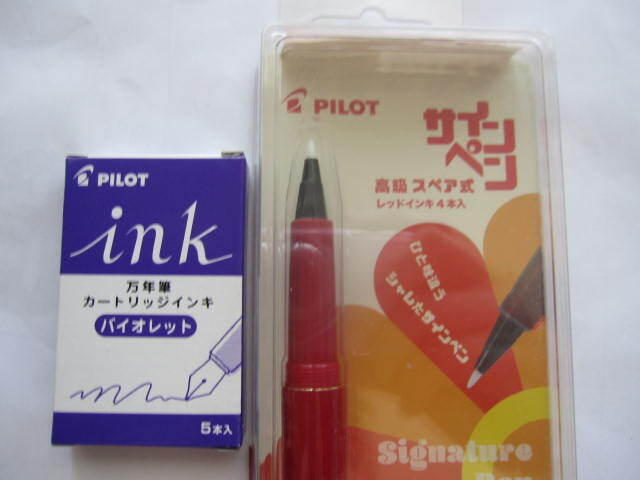 PILOT
ink
万年筆
カートリッジインキ
バイオレット
5本入
PILOT
サイン
ペン
高級スペア式
レッドインキ4本入
ひと味違う
シャレたサインペン
Signature
Pen